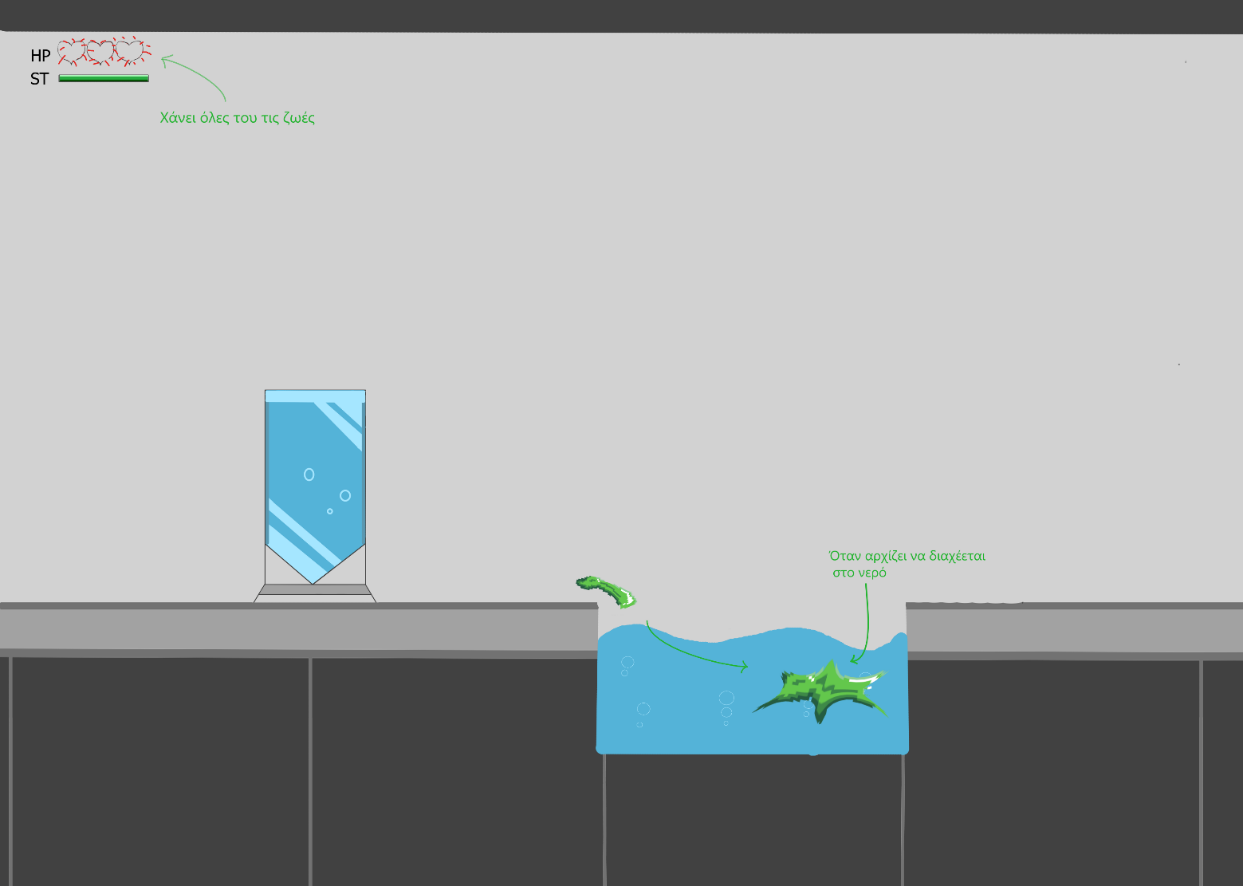 HP
ST
Χάνει όλες του τις ζωές
Όταν αρχίζει να διαχέεται
στο νερό